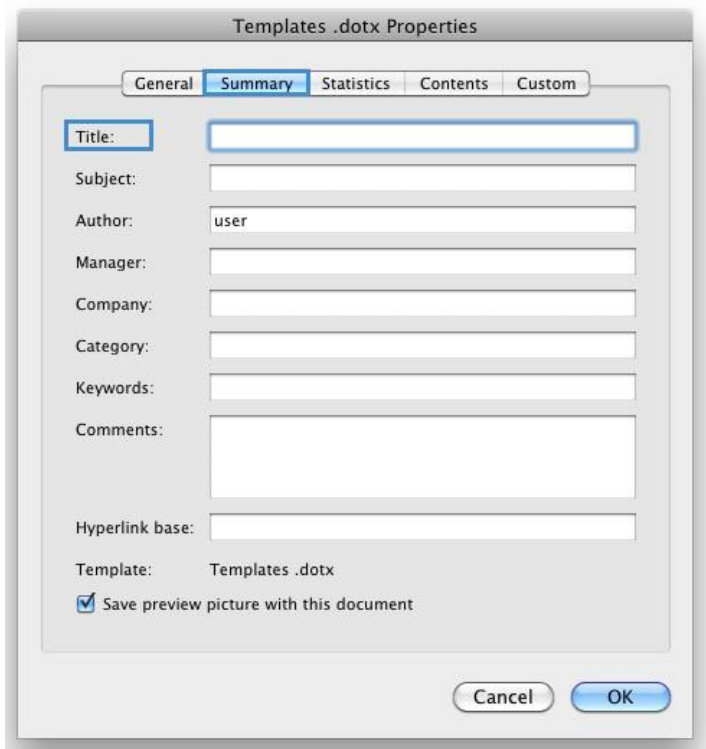 Templates .dotx Properties
General Summary Statistics Contents Custom
Title:
Subject:
Author: user
Manager:
Company:
Category:
Keywords:
Comments:
Hyperlink base:
Template: Templates .dotx
Save preview picture with this document
Cancel OK